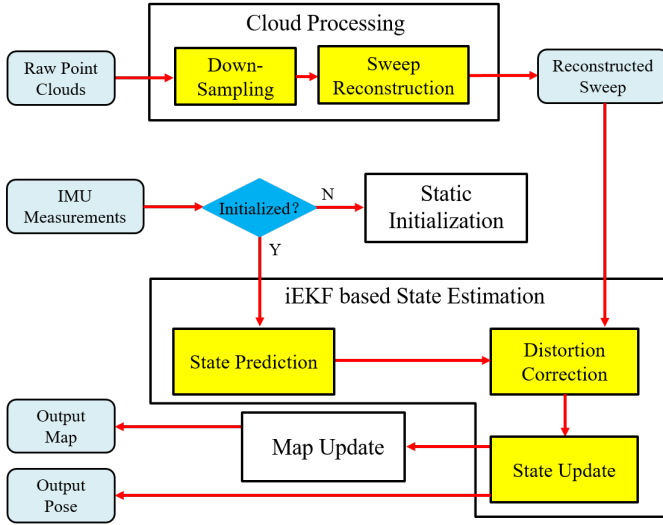 Cloud Processing
Raw Point
Clouds
Down-
Sampling
Sweep
Reconstruction
Reconstructed
Sweep
IMU
Measurements
Initialized?
N
Y
Static
Initialization
iEKF based State Estimation
State Prediction
Distortion
Correction
Output
Map
Map Update
State Update
Output
Pose